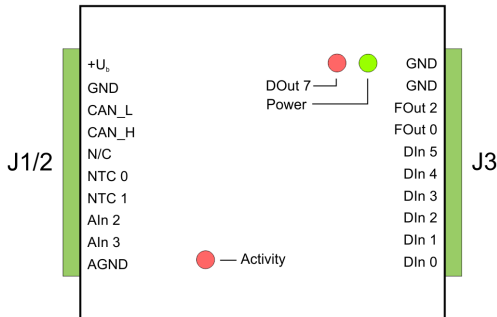 J1/2
+Ub
GND
CAN_L
CAN_H
N/C
NTC 0
NTC 1
AIn 2
AIn 3
AGND
DOut 7
Power
Activity
GND
GND
FOut 2
FOut 0
DIn 5
DIn 4
DIn 3
DIn 2
DIn 1
DIn 0
J3